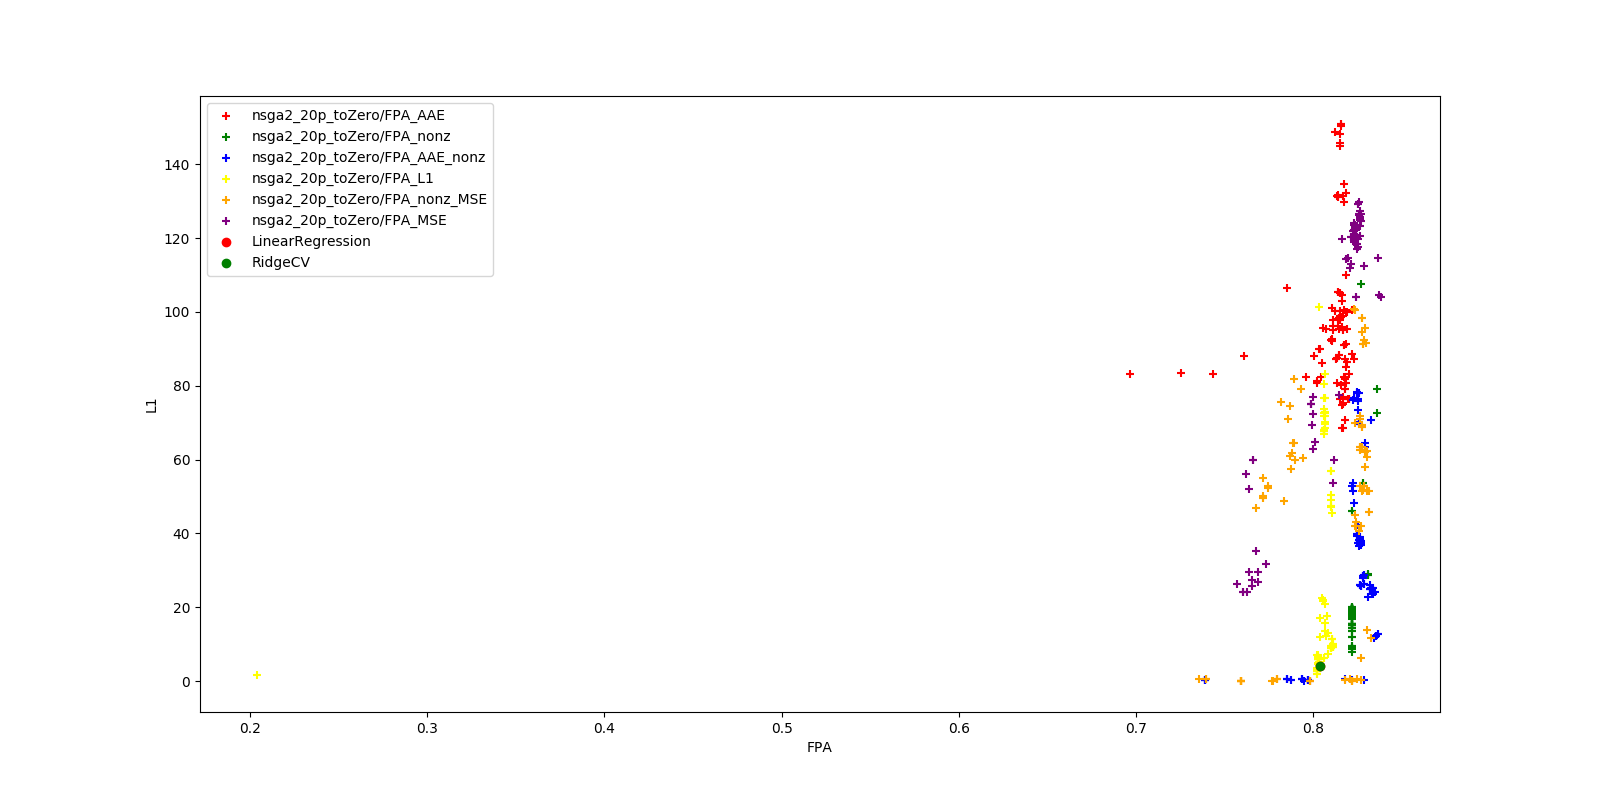 nsga2_20p_toZero/FPA_AAE
nsga2_20p_toZero/FPA_nonz
nsga2_20p_toZero/FPA_AAE_nonz
nsga2_20p_toZero/FPA_L1
nsga2_20p_toZero/FPA_nonz_MSE
nsga2_20p_toZero/FPA_MSE
LinearRegression
RidgeCV
140
120
100
80
60
40
20
0
L1
0.2 0.3 0.4 0.5 0.6 0.7 0.8
FPA